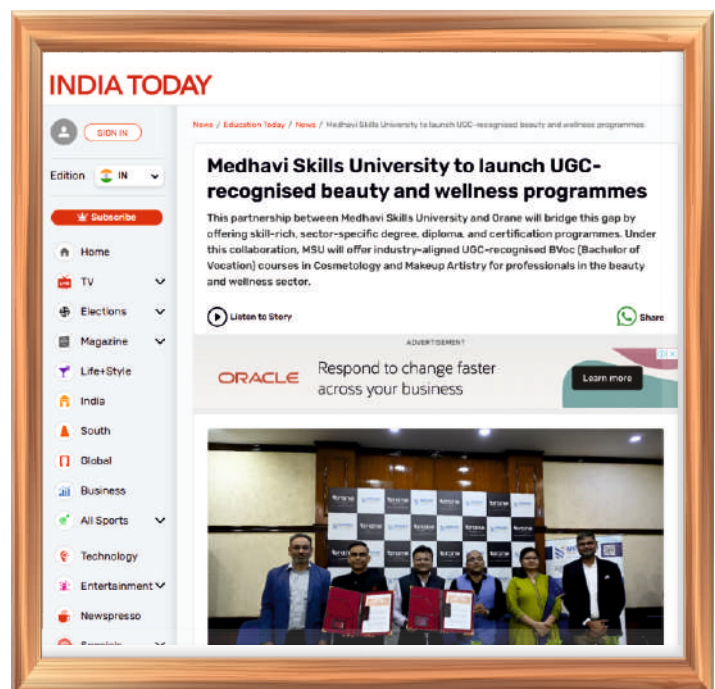 INDIA TODAY
SIGN IN
Edition IN
Subscribe
Home
TV
Elections
Magazine
Life+Style
India
South
Global
Business
All Sports
Technology
Entertainment
Newspresso
News / Education Today / News / Medhavi Skills University to launch UGC-recognised beauty and wellness programmes
Medhavi Skills University to launch UGC-
recognised beauty and wellness programmes
This partnership between Medhavi Skills University and Orane will bridge this gap by
offering skill-rich, sector-specific degree, diploma, and certification programmes. Under
this collaboration, MSU will offer industry-aligned UGC-recognised BVoc (Bachelor of
Vocation) courses in Cosmetology and Makeup Artistry for professionals in the beauty
and wellness sector.
Listen to Story
Share
ADVERTISEMENT
ORACLE
Respond to change faster
across your business
Learn more